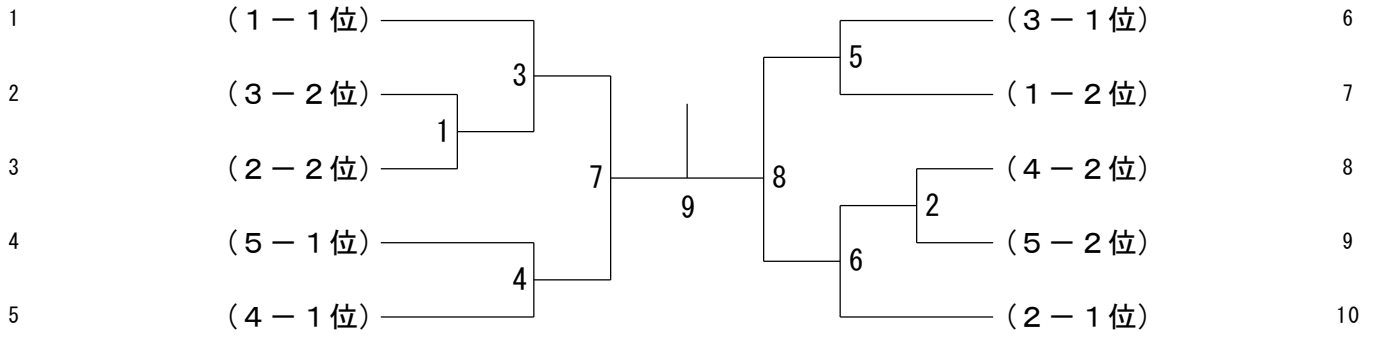 1 （１－１位） 3 5 （３－１位） 6
2 （３－２位） 1 （１－２位） 7
3 （２－２位） 7 9 8 （４－２位） 8
4 （５－１位） 4 6 2 （５－２位） 9
5 （４－１位） （２－１位） 10